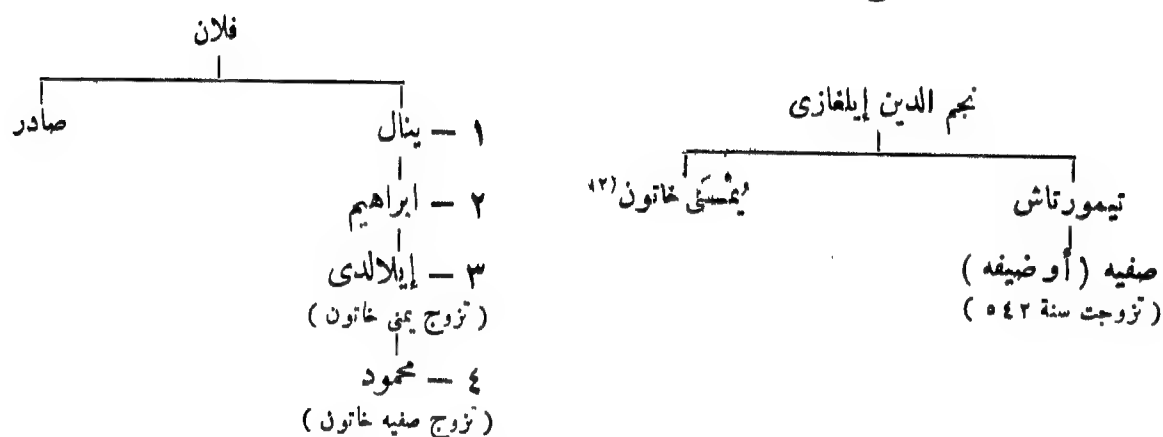 فلان
صادر
١ — ينال
٢ — ابراهيم
٣ — إيلالدى
( تزوج يمنى خاتون )
٤ — محمود
( تزوج صفيه خاتون )
نجم الدين إيلغازى
تيمورتاش
خاتون
صفيه ( أو ضيفه )
( تزوجت سنة ٥٤٢ )